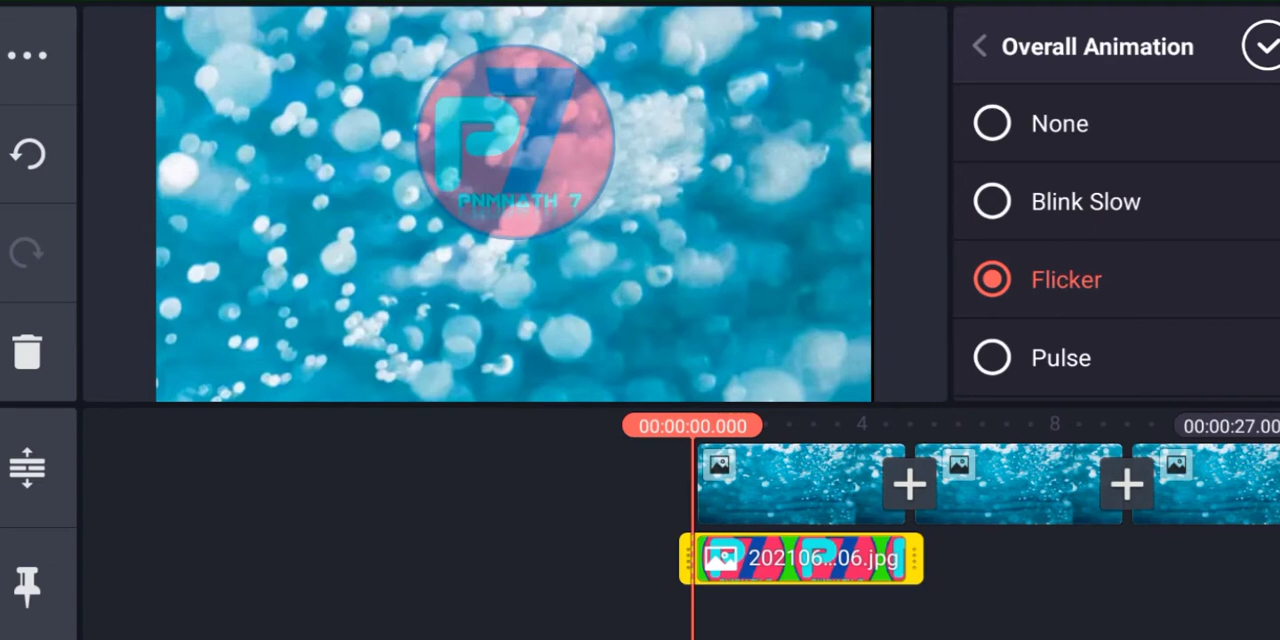 Overall Animation
P7
PNMNATH 7
None
Blink Slow
Flicker
Pulse
00:00:00.000
4
8
00:00:27.00
202106...06.jpg